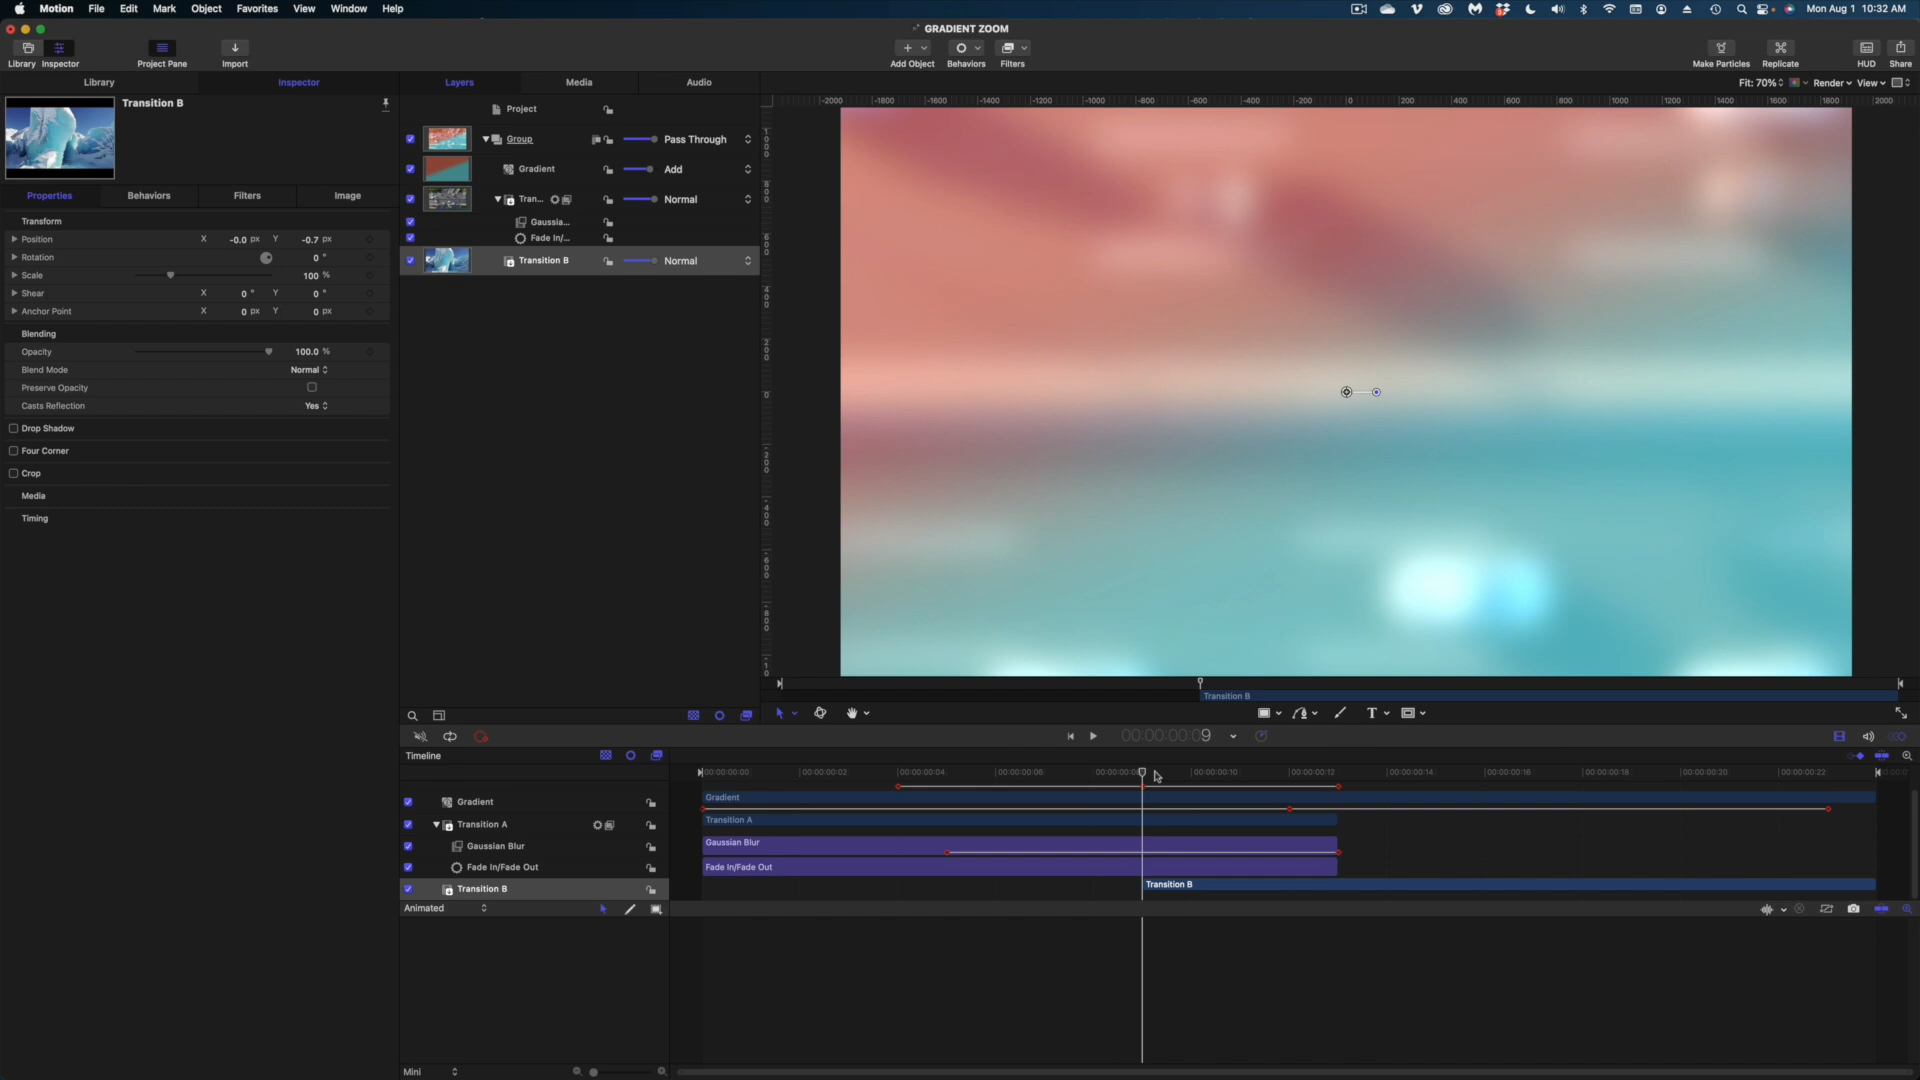 Motion File Edit Mark Object Favorites View Window Help
Mon Aug 1 10:32 AM
GRADIENT ZOOM
Library Inspector Project Pane Import Add Object Behaviors Filters Make Particles Replicate HUD Share
Library Inspector Layers Media Audio Fit: 70% Render View
Transition B
Project
Group Pass Through
Gradient Add
Tran... Normal
Gaussia...
Fade In/...
Transition B Normal
Properties Behaviors Filters Image
Transform
Position X -0.0 px Y -0.7 px
Rotation 0 °
Scale 100 %
Shear X 0 ° Y 0 °
Anchor Point X 0 px Y 0 px
Blending
Opacity 100.0 %
Blend Mode Normal
Preserve Opacity
Casts Reflection Yes
Drop Shadow
Four Corner
Crop
Media
Timing
-2000 -1800 -1600 -1400 -1200 -1000 -800 -600 -400 -200 0 200 400 600 800 1000 1200 1400 1600 1800 2000
Transition B
T
00:00:00:09
Timeline
00:00:00:00 00:00:00:02 00:00:00:04 00:00:00:06 00:00:00:10 00:00:00:12 00:00:00:14 00:00:00:16 00:00:00:18 00:00:00:20 00:00:00:22
Gradient Gradient
Transition A Transition A
Gaussian Blur Gaussian Blur
Fade In/Fade Out Fade In/Fade Out
Transition B Transition B
Animated
Mini